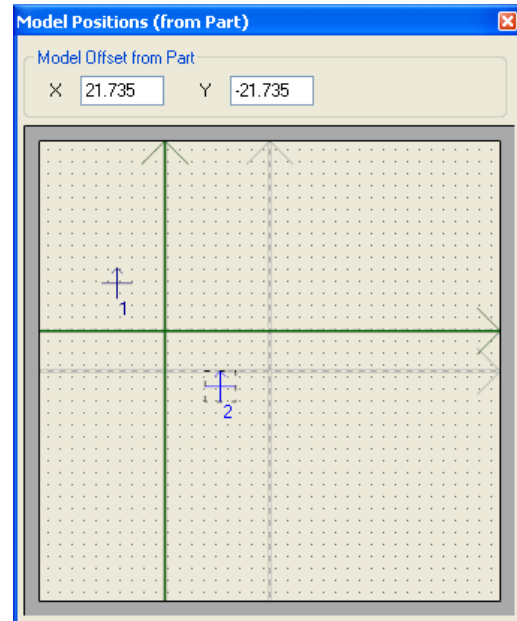 Model Positions (from Part)
Model Offset from Part
X 21.735 Y -21.735
1
2